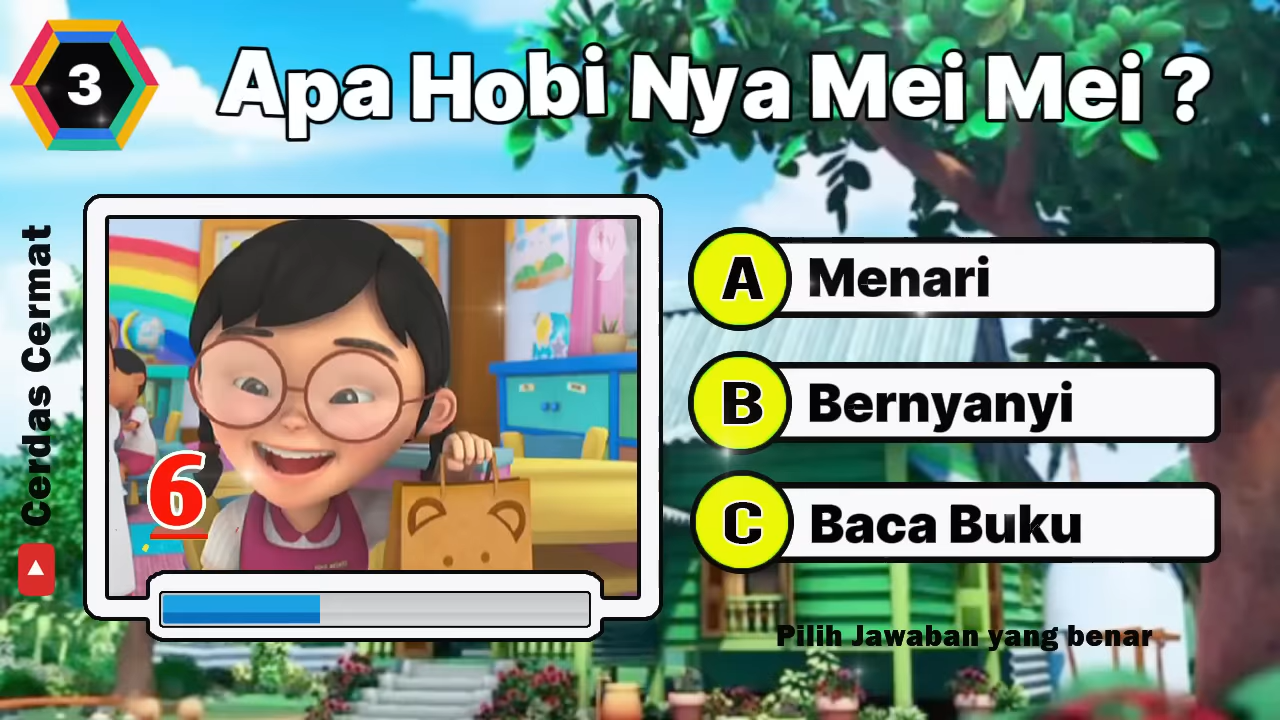 3
Apa Hobi Nya Mei Mei ?
Cerdas Cermat
6
A Menari
B Bernyanyi
C Baca Buku
Pilih Jawaban yang benar